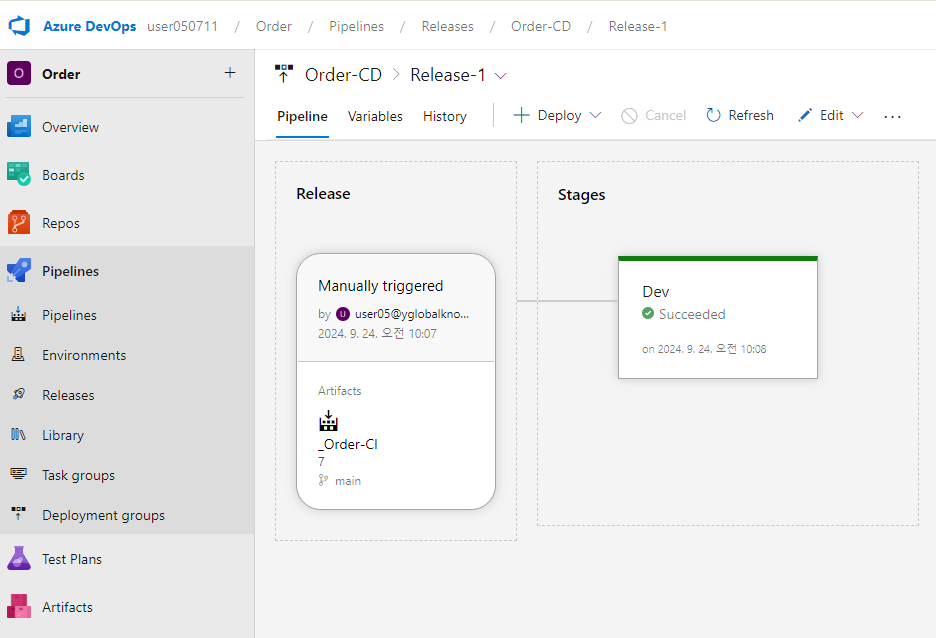 Azure DevOps user050711 / Order / Pipelines / Releases / Order-CD / Release-1
O Order +
Overview
Boards
Repos
Pipelines
Pipelines
Environments
Releases
Library
Task groups
Deployment groups
Test Plans
Artifacts
Order-CD > Release-1
Pipeline Variables History + Deploy Cancel Refresh Edit ...
Release
Manually triggered
by U user05@yglobalkno...
2024. 9. 24. 오전 10:07
Artifacts
_Order-CI
7
main
Stages
Dev
Succeeded
on 2024. 9. 24. 오전 10:08